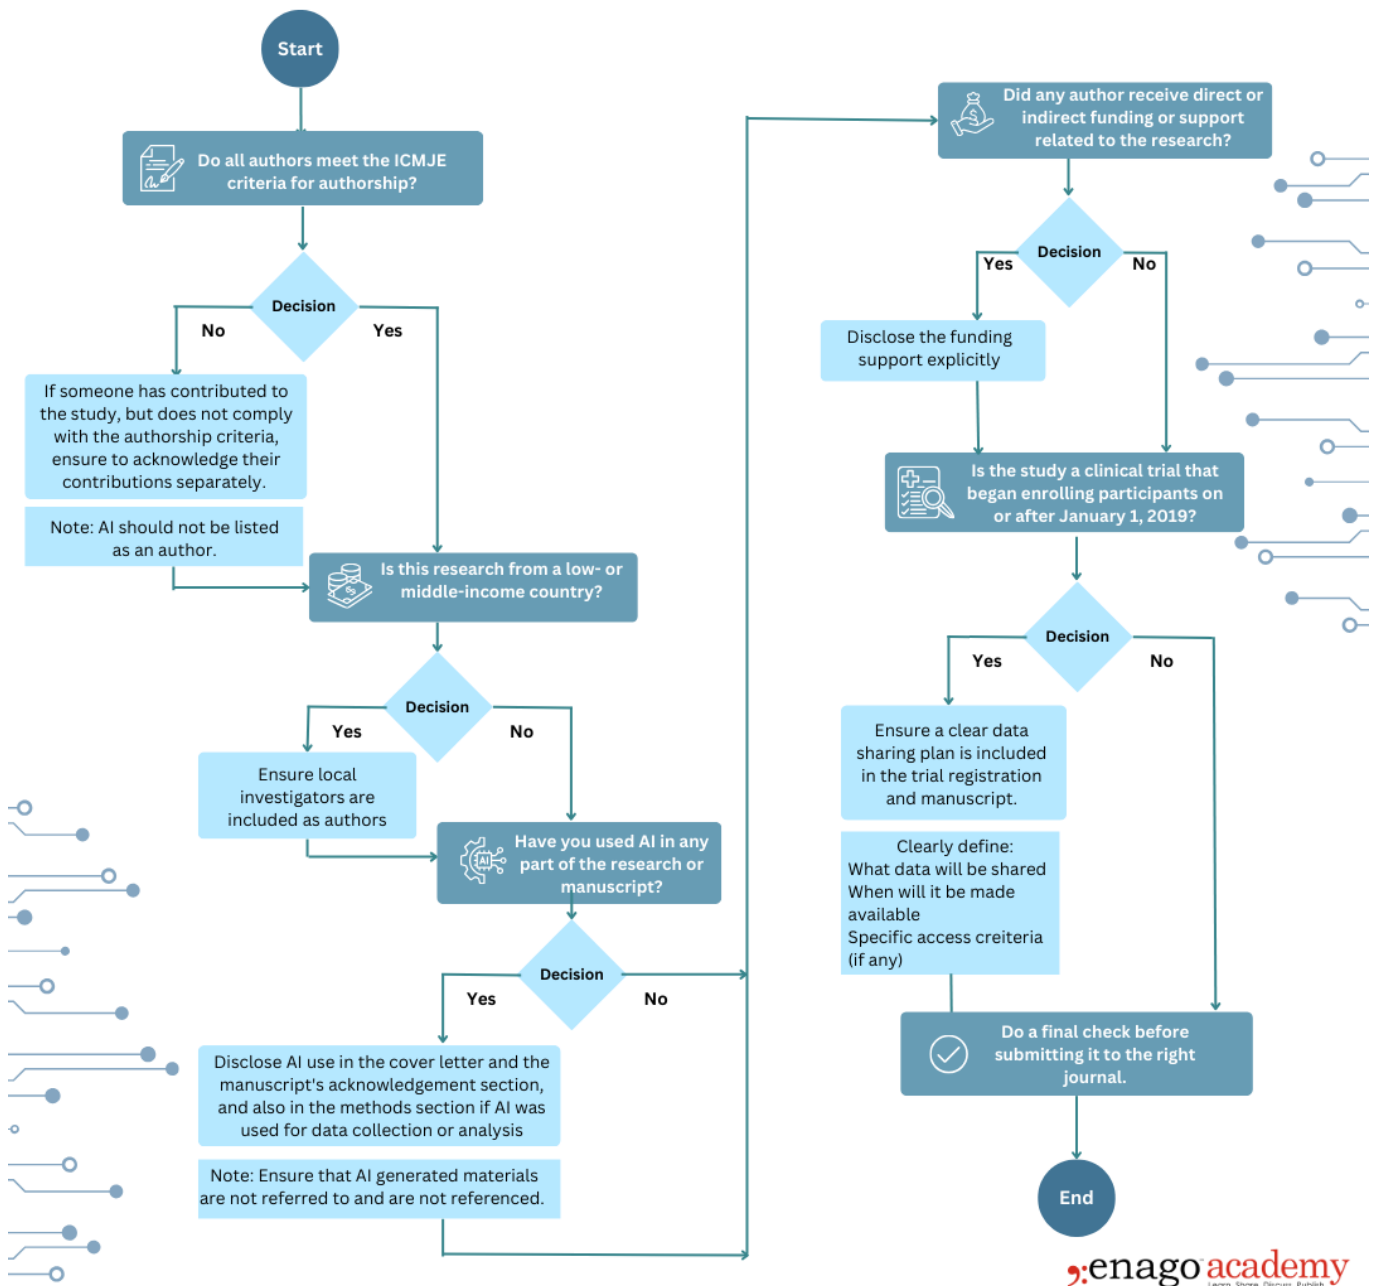 Start
Do all authors meet the ICMJE
criteria for authorship?
Decision
No
Yes
If someone has contributed to
the study, but does not comply
with the authorship criteria,
ensure to acknowledge their
contributions separately.
Note: AI should not be listed
as an author.
Is this research from a low- or
middle-income country?
Decision
Yes
No
Ensure local
investigators are
included as authors
Have you used AI in any
part of the research or
manuscript?
AI
Decision
Yes
No
Disclose AI use in the cover letter and the
manuscript's acknowledgement section,
and also in the methods section if AI was
used for data collection or analysis
Note: Ensure that AI generated materials
are not referred to and are not referenced.
Did any author receive direct or
indirect funding or support
related to the research?
Decision
Yes
No
Disclose the funding
support explicitly
Is the study a clinical trial that
began enrolling participants on
or after January 1, 2019?
Decision
Yes
No
Ensure a clear data
sharing plan is included
in the trial registration
and manuscript.
Clearly define:
What data will be shared
When will it be made
available
Specific access creiteria
(if any)
Do a final check before
submitting it to the right
journal.
End
enago academy
Learn. Share. Discuss. Publish.